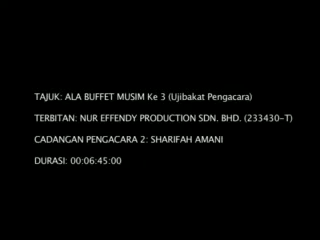 TAJUK: ALA BUFFET MUSIM Ke 3 (Ujibakat Pengacara)
TERBITAN: NUR EFFENDY PRODUCTION SDN. BHD. (233430-T)
CADANGAN PENGACARA 2: SHARIFAH AMANI
DURASI: 00:06:45:00